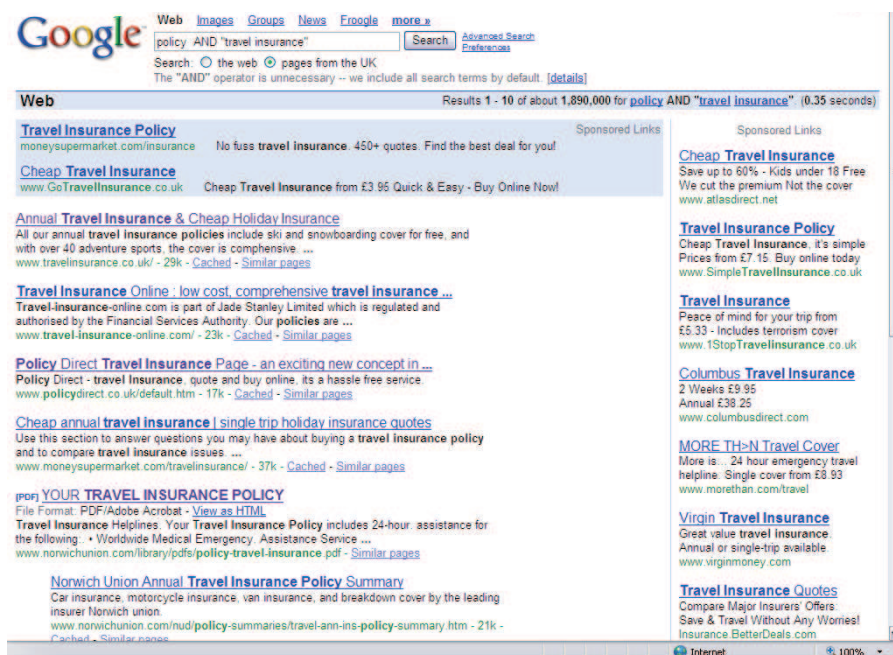 Google
Web Images Groups News Froogle more »
policy AND "travel insurance" Search Advanced Search
Preferences
Search: the web pages from the UK
The "AND" operator is unnecessary -- we include all search terms by default. [details]
Web Results 1 - 10 of about 1,890,000 for policy AND "travel insurance". (0.35 seconds)
Travel Insurance Policy Sponsored Links
moneysupermarket.com/insurance No fuss travel insurance. 450+ quotes. Find the best deal for you!
Cheap Travel Insurance
www.GoTravelInsurance.co.uk Cheap Travel Insurance from £3.95 Quick & Easy - Buy Online Now!
Annual Travel Insurance & Cheap Holiday Insurance
All our annual travel insurance policies include ski and snowboarding cover for free, and
with over 40 adventure sports, the cover is comphensive. ...
www.travelinsurance.co.uk/ - 29k - Cached - Similar pages
Travel Insurance Online : low cost, comprehensive travel insurance ...
Travel-insurance-online.com is part of Jade Stanley Limited which is regulated and
authorised by the Financial Services Authority. Our policies are ...
www.travel-insurance-online.com/ - 23k - Cached - Similar pages
Policy Direct Travel Insurance Page - an exciting new concept in ...
Policy Direct - travel Insurance, quote and buy online, its a hassle free service.
www.policydirect.co.uk/default.htm - 17k - Cached - Similar pages
Cheap annual travel insurance | single trip holiday insurance quotes
Use this section to answer questions you may have about buying a travel insurance policy
and to compare travel insurance issues. ...
www.moneysupermarket.com/travelinsurance/ - 37k - Cached - Similar pages
[PDF] YOUR TRAVEL INSURANCE POLICY
File Format: PDF/Adobe Acrobat - View as HTML
Travel Insurance Helplines. Your Travel Insurance Policy includes 24-hour. assistance for
the following:. • Worldwide Medical Emergency. Assistance Service ...
www.norwichunion.com/library/pdfs/policy-travel-insurance.pdf - Similar pages
Norwich Union Annual Travel Insurance Policy Summary
Car insurance, motorcycle insurance, van insurance, and breakdown cover by the leading
insurer Norwich union.
www.norwichunion.com/nud/policy-summaries/travel-ann-ins-policy-summary.htm - 21k -
Cached - Similar pages
Sponsored Links
Cheap Travel Insurance
Save up to 60% - Kids under 18 Free
We cut the premium Not the cover
www.atlasdirect.net
Travel Insurance Policy
Cheap Travel Insurance, it's simple
Prices from £7.15. Buy online today
www.SimpleTravelInsurance.co.uk
Travel Insurance
Peace of mind for your trip from
£5.33 - Includes terrorism cover
www.1StopTravelinsurance.co.uk
Columbus Travel Insurance
2 Weeks £9.95
Annual £38.25
www.columbusdirect.com
MORE TH>N Travel Cover
More is... 24 hour emergency travel
helpline. Single cover from £8.93
www.morethan.com/travel
Virgin Travel Insurance
Great value travel insurance.
Annual or single-trip available.
www.virginmoney.com
Travel Insurance Quotes
Compare Major Insurers' Offers.
Save & Travel Without Any Worries!
Insurance.BetterDeals.com
Internet 100%